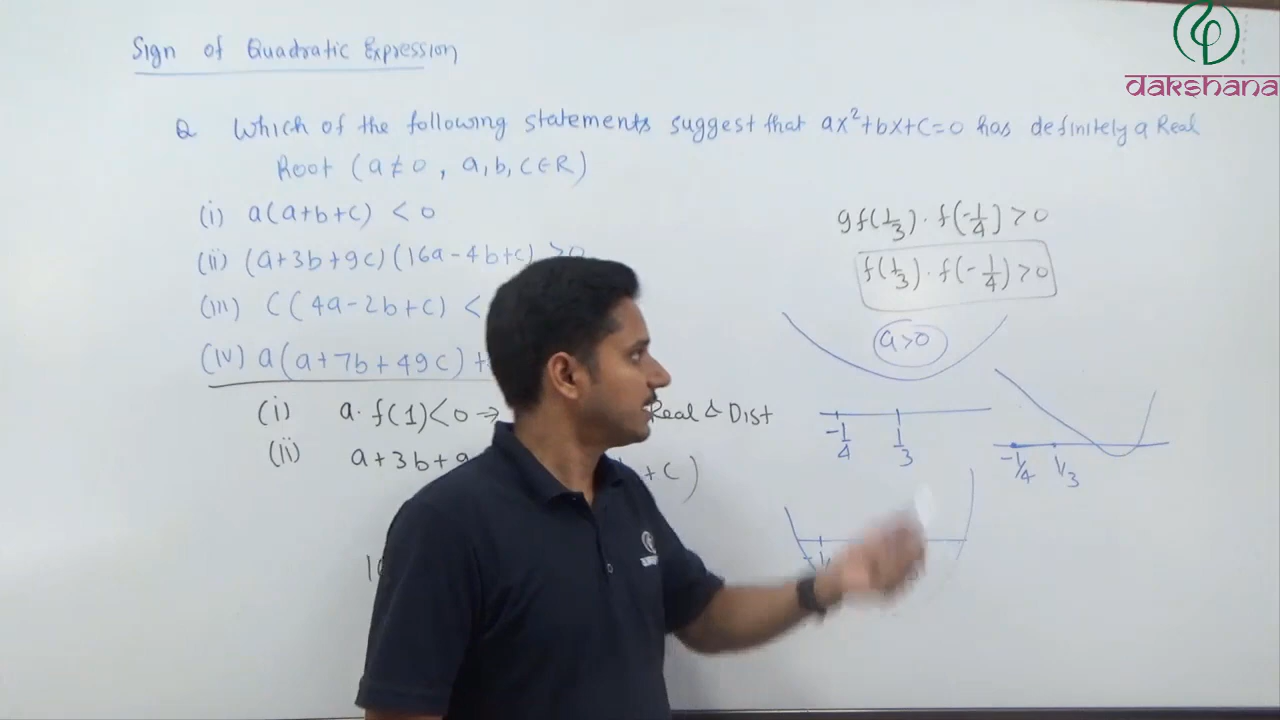 dakshana
Sign of Quadratic Expression
Q Which of the following statements suggest that ax²+bx+c=0 has definitely a Real
Root (a≠0, a,b,c∈R)
(i) a(a+b+c) < 0
(ii) (a+3b+9c)(16a-4b+c) >0
(iii) c(4a-2b+c) <
(iv) a(a+7b+49c) +
(i) a. f(1)<0 → Real & Dist
(ii) a+3b+9
+c)
9f(1/3). f(-1/4)>0
f(1/3). f(-1/4)>0
a>0
-1/4 1/3
-1/4 1/3